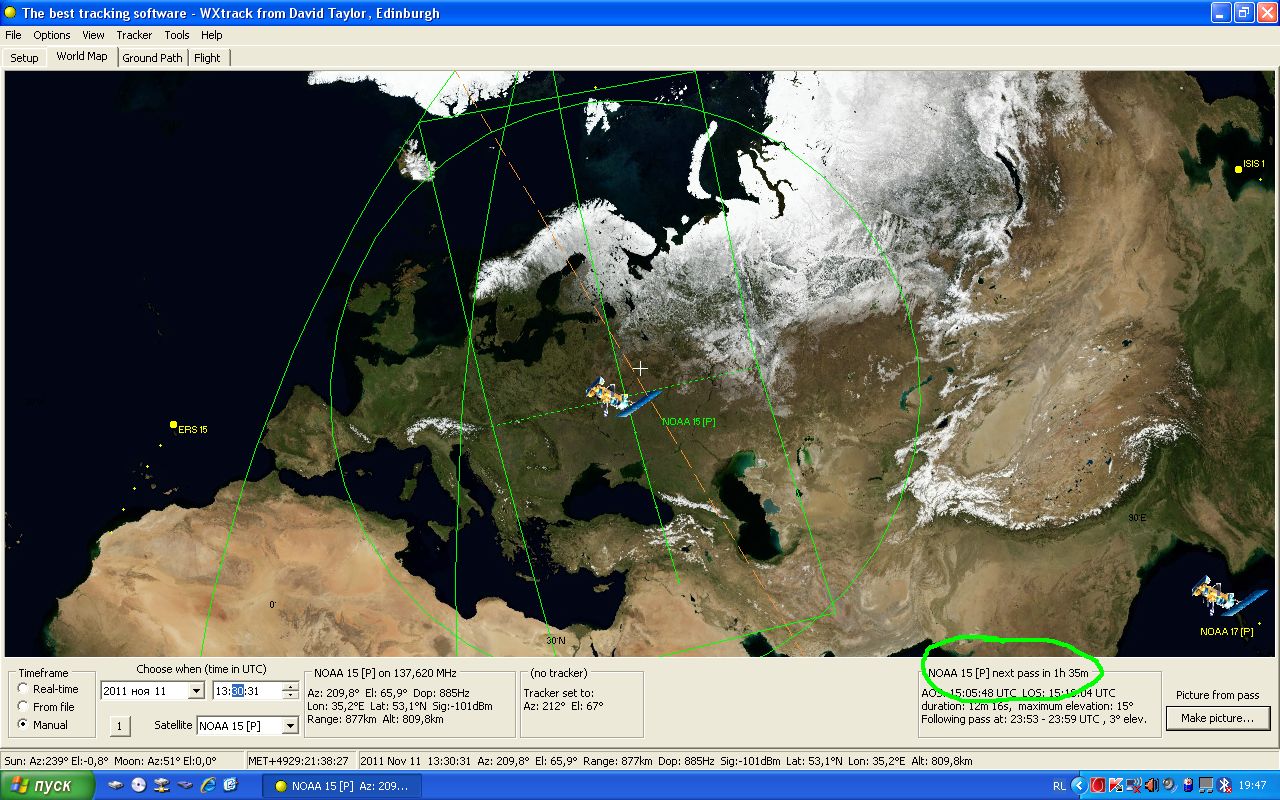 The best tracking software - WXtrack from David Taylor, Edinburgh
File Options View Tracker Tools Help
Setup World Map Ground Path Flight
ISIS 1
ERS 15
NOAA 15 [P]
90°E
0°
30°N
NOAA 17 [P]
Timeframe
Real-time
From file
Manual
Choose when (time in UTC)
2011 ноя 11 13:30:31
1 Satellite NOAA 15 [P]
NOAA 15 [P] on 137,620 MHz
Az: 209,8° El: 65,9° Dop: 885Hz
Lon: 35,2°E Lat: 53,1°N Sig:-101dBm
Range: 877km Alt: 809,8km
(no tracker)
Tracker set to:
Az: 212° El: 67°
NOAA 15 [P] next pass in 1h 35m
AOS: 15:05:48 UTC LOS: 15:18:04 UTC
duration: 12m 16s, maximum elevation: 15°
Following pass at: 23:53 - 23:59 UTC , 3° elev.
Picture from pass
Make picture...
Sun: Az:239° El:-0,8° Moon: Az:51° El:0,0° MET+4929:21:38:27 2011 Nov 11 13:30:31 Az: 209,8° El: 65,9° Range: 877km Dop: 885Hz Sig:-101dBm Lat: 53,1°N Lon: 35,2°E Alt: 809,8km
пуск NOAA 15 [P] Az: 209... RL 19:47